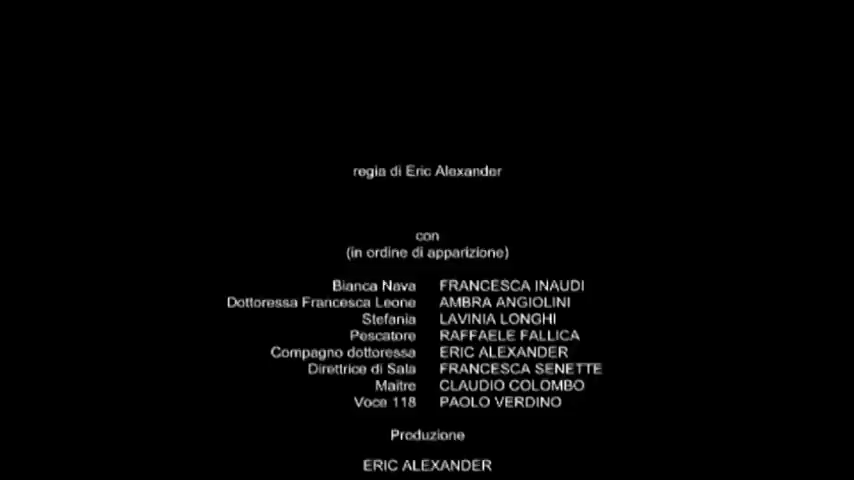 regia di Eric Alexander
con
(in ordine di apparizione)
Bianca Nava FRANCESCA INAUDI
Dottoressa Francesca Leone AMBRA ANGIOLINI
Stefania LAVINIA LONGHI
Pescatore RAFFAELE FALLICA
Compagno dottoressa ERIC ALEXANDER
Direttrice di Sala FRANCESCA SENETTE
Maitre CLAUDIO COLOMBO
Voce 118 PAOLO VERDINO
Produzione
ERIC ALEXANDER